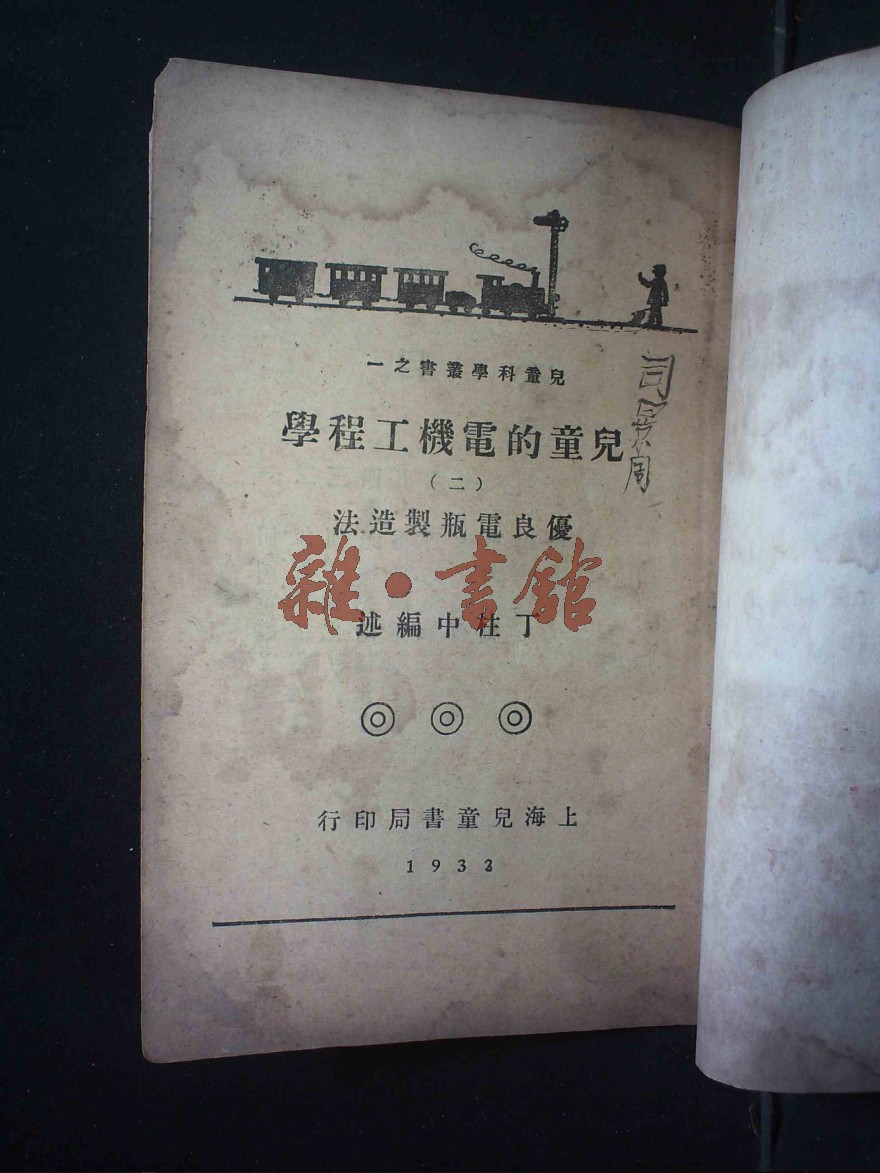 兒童科學叢書之一
兒童的電機工程學
(二)
優良電瓶製造法
雜·書館
丁柱中編述
上海兒童書局印行
1933